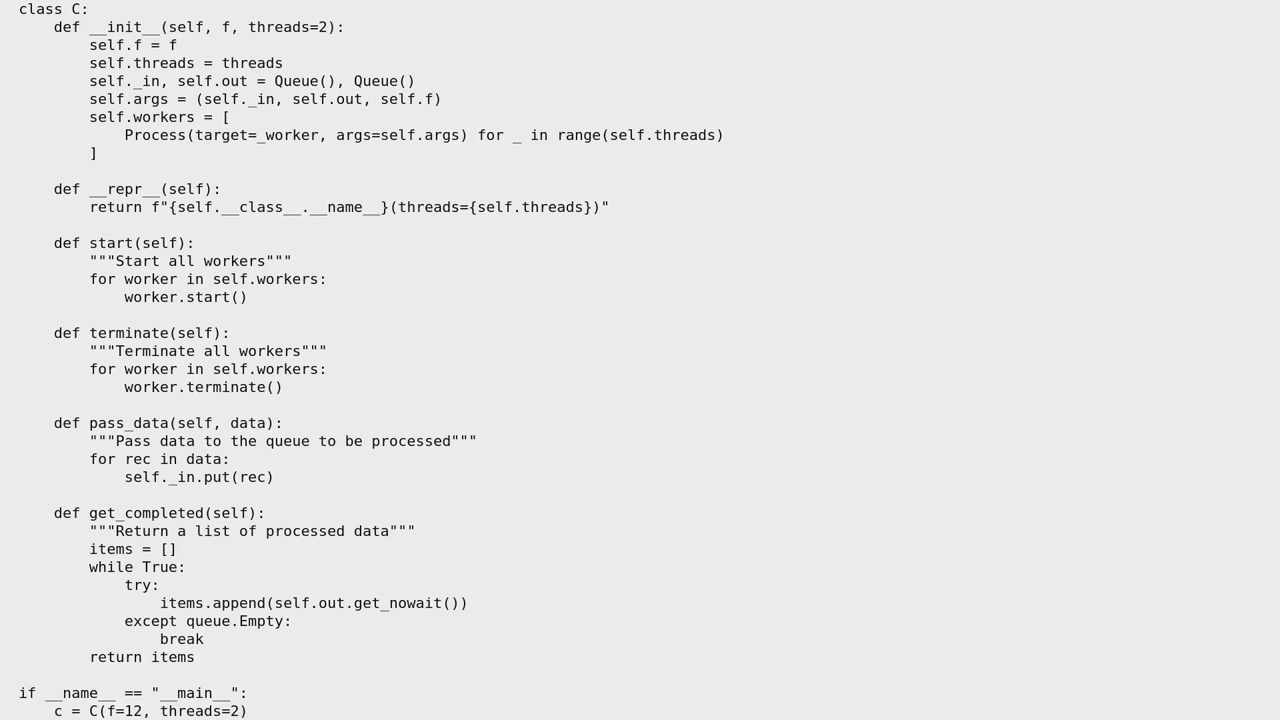 class C:
    def __init__(self, f, threads=2):
        self.f = f
        self.threads = threads
        self._in, self.out = Queue(), Queue()
        self.args = (self._in, self.out, self.f)
        self.workers = [
            Process(target=_worker, args=self.args) for _ in range(self.threads)
        ]

    def __repr__(self):
        return f"{self.__class__.__name__}(threads={self.threads})"

    def start(self):
        """Start all workers"""
        for worker in self.workers:
            worker.start()

    def terminate(self):
        """Terminate all workers"""
        for worker in self.workers:
            worker.terminate()

    def pass_data(self, data):
        """Pass data to the queue to be processed"""
        for rec in data:
            self._in.put(rec)

    def get_completed(self):
        """Return a list of processed data"""
        items = []
        while True:
            try:
                items.append(self.out.get_nowait())
            except queue.Empty:
                break
        return items

if __name__ == "__main__":
    c = C(f=12, threads=2)